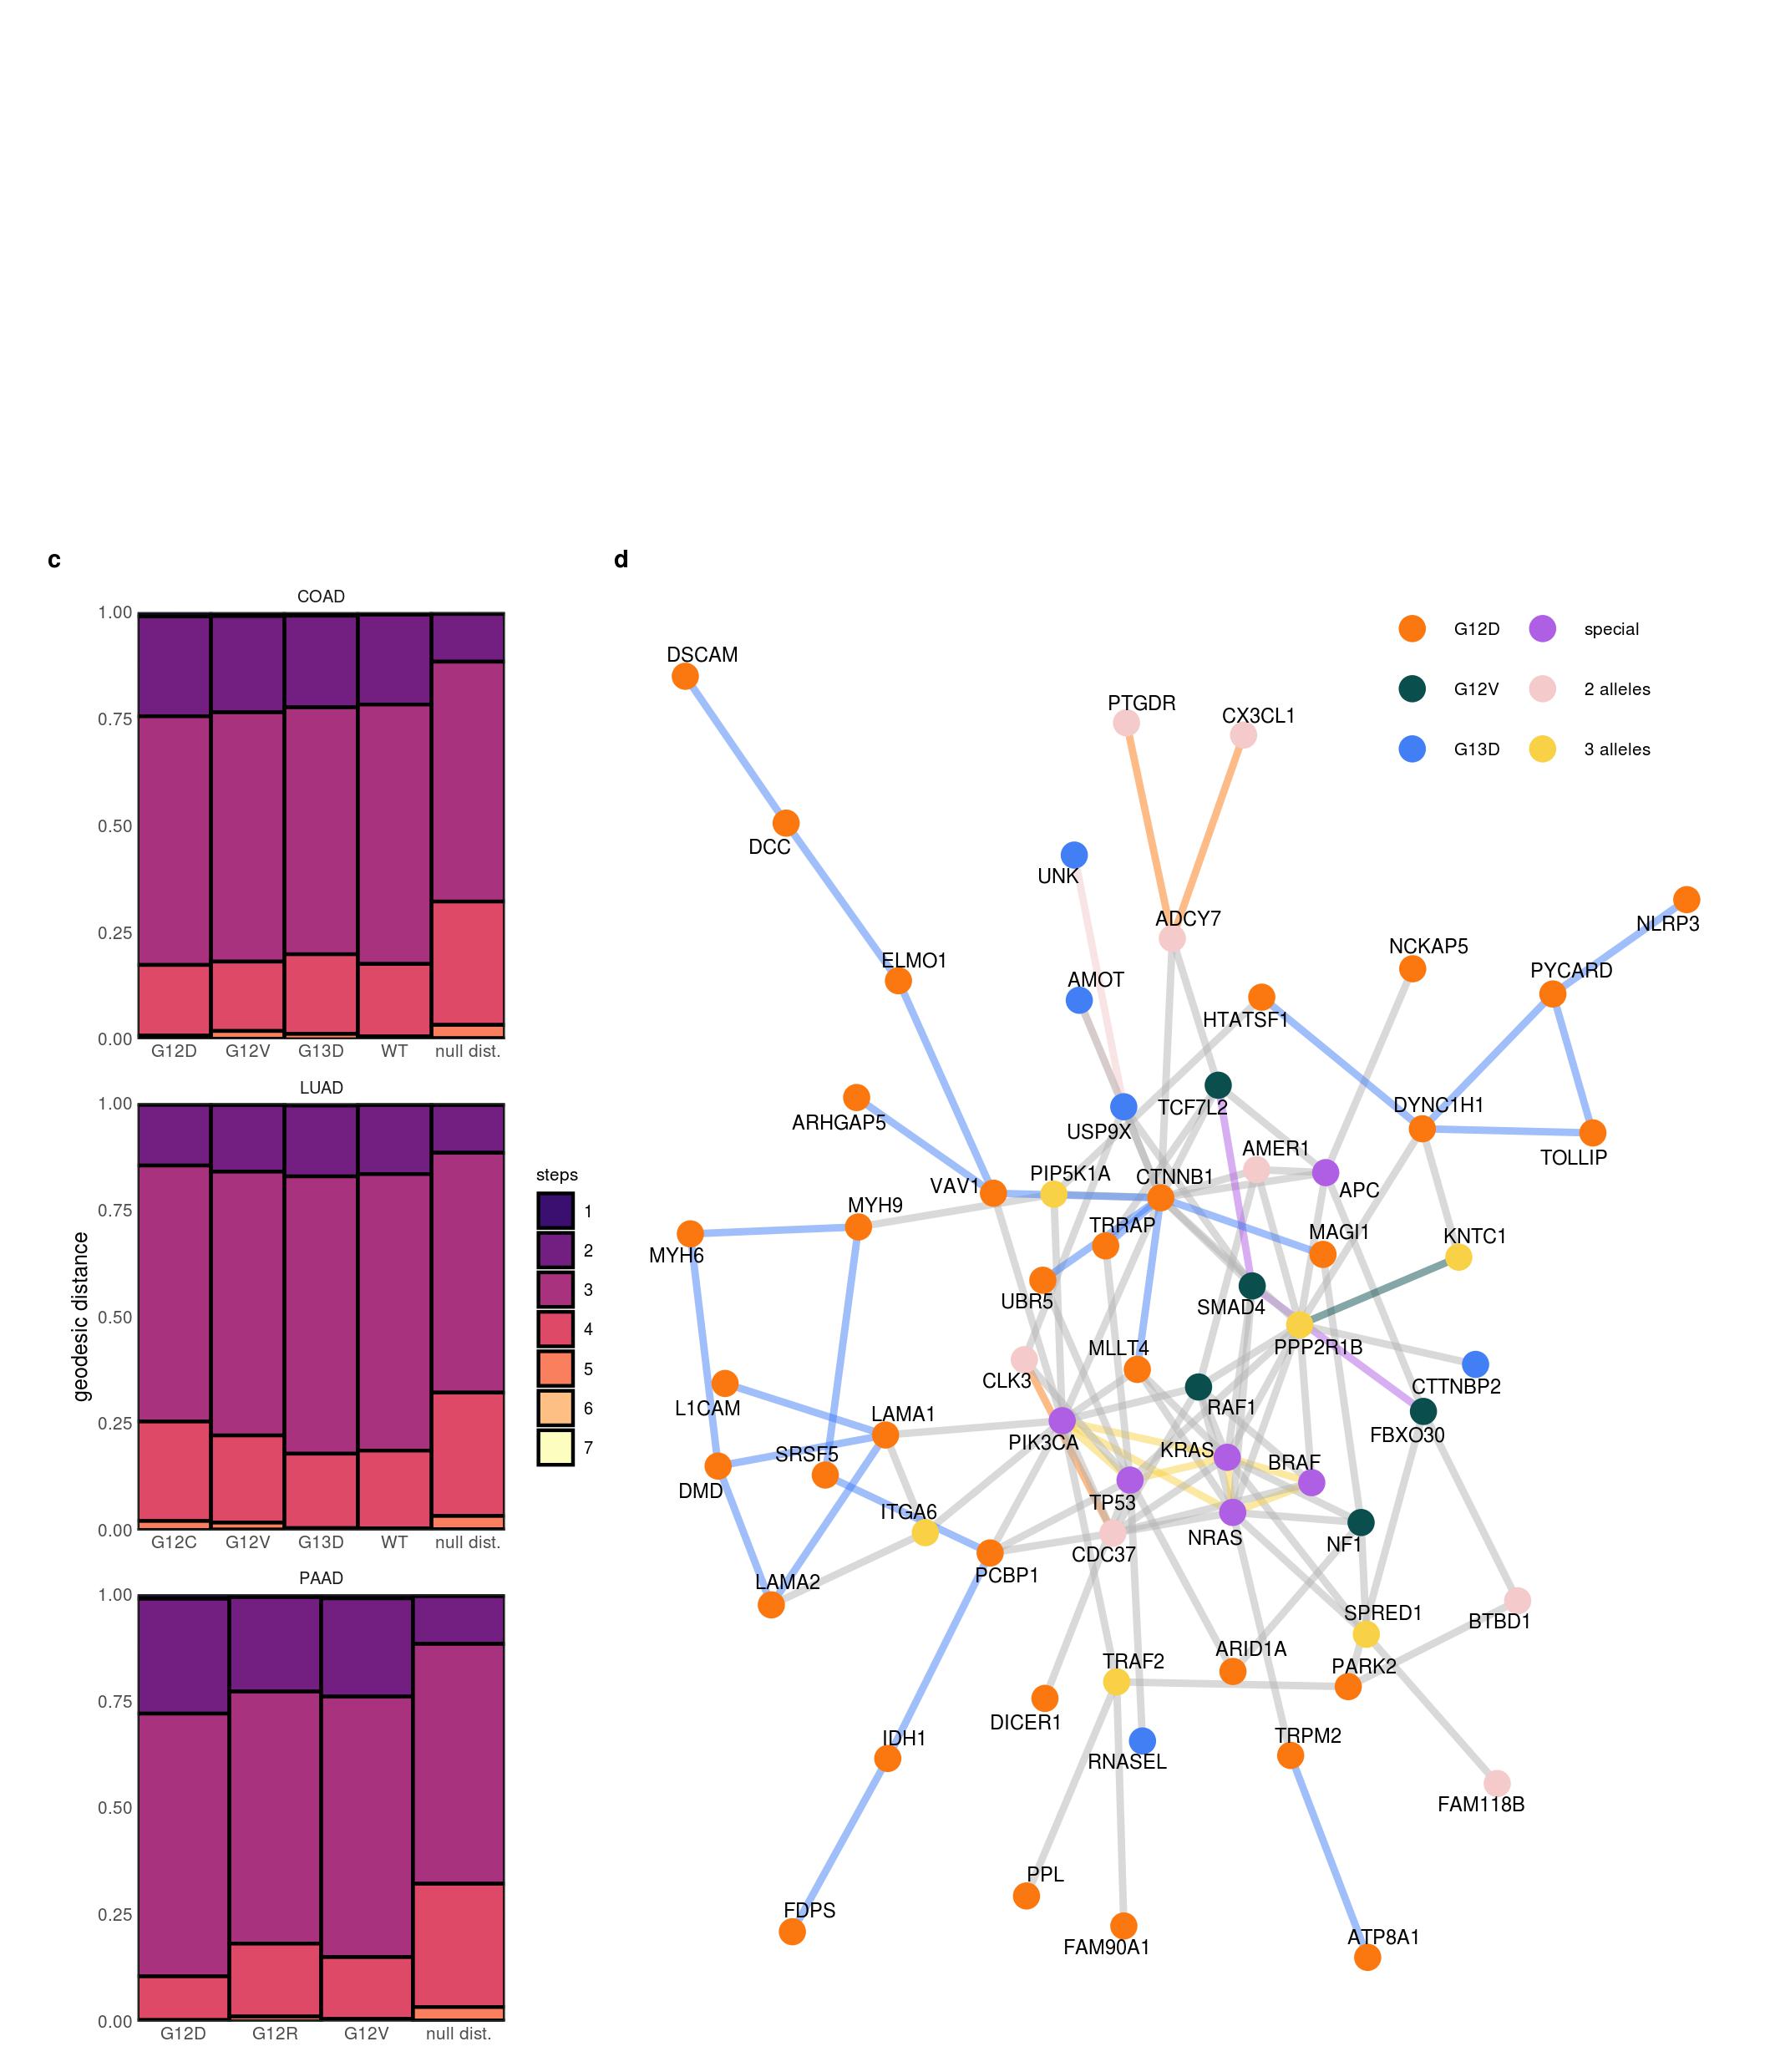 c
COAD
1.00
0.75
0.50
0.25
0.00
G12D G12V G13D WT null dist.
LUAD
1.00
0.75
0.50
0.25
0.00
G12C G12V G13D WT null dist.
PAAD
1.00
0.75
0.50
0.25
0.00
G12D G12R G12V null dist.
geodesic distance
steps
1
2
3
4
5
6
7
d
G12D special
G12V 2 alleles
G13D 3 alleles
DSCAM
PTGDR
CX3CL1
DCC
UNK
ADCY7
NLRP3
NCKAP5
ELMO1
PYCARD
AMOT
HTATSF1
DYNC1H1
TCF7L2
ARHGAP5
USP9X
AMER1
TOLLIP
PIP5K1A
CTNNB1
VAV1
APC
MYH9
TRRAP
MAGI1
KNTC1
MYH6
UBR5
SMAD4
MLLT4
PPP2R1B
CLK3
CTTNBP2
L1CAM
RAF1
LAMA1
FBXO30
PIK3CA
KRAS
SRSF5
BRAF
DMD
TP53
ITGA6
NRAS
NF1
CDC37
PCBP1
LAMA2
SPRED1
BTBD1
ARID1A
TRAF2
PARK2
DICER1
IDH1
TRPM2
RNASEL
FAM118B
PPL
FDPS
ATP8A1
FAM90A1